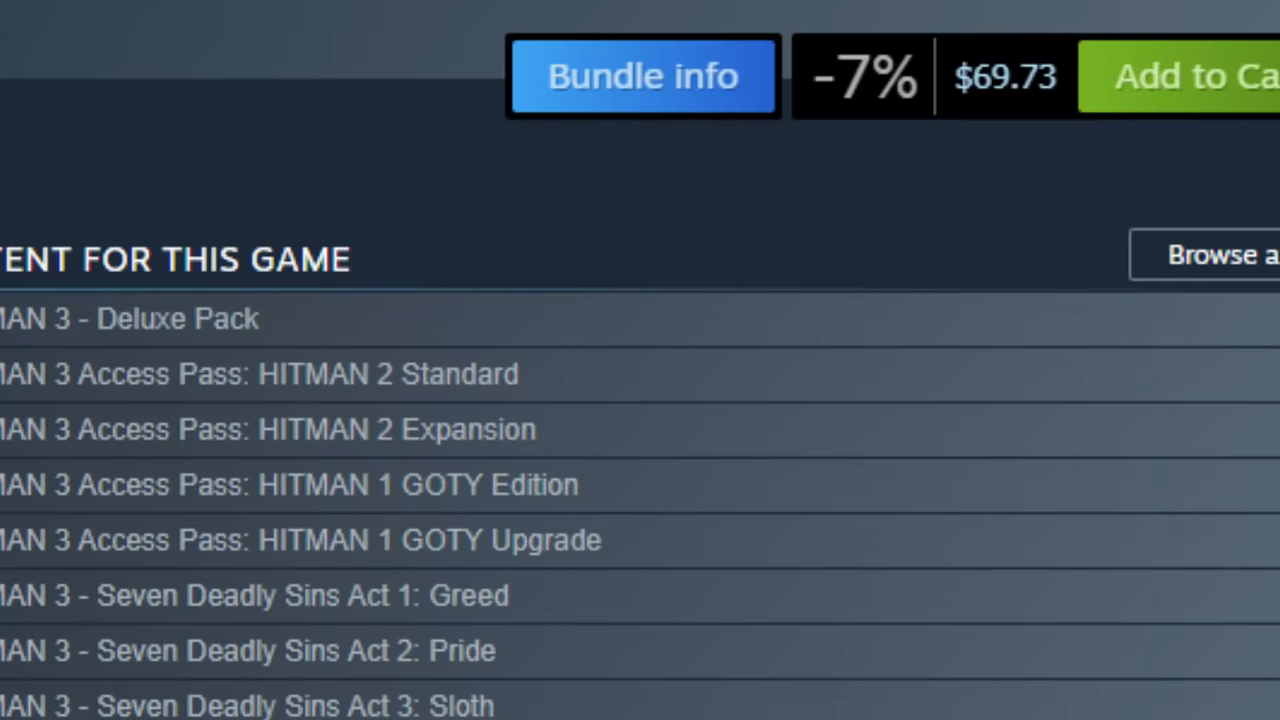 Bundle info -7% $69.73 Add to Ca
TENT FOR THIS GAME Browse a
MAN 3 - Deluxe Pack
MAN 3 Access Pass: HITMAN 2 Standard
MAN 3 Access Pass: HITMAN 2 Expansion
MAN 3 Access Pass: HITMAN 1 GOTY Edition
MAN 3 Access Pass: HITMAN 1 GOTY Upgrade
MAN 3 - Seven Deadly Sins Act 1: Greed
MAN 3 - Seven Deadly Sins Act 2: Pride
MAN 3 - Seven Deadly Sins Act 3: Sloth